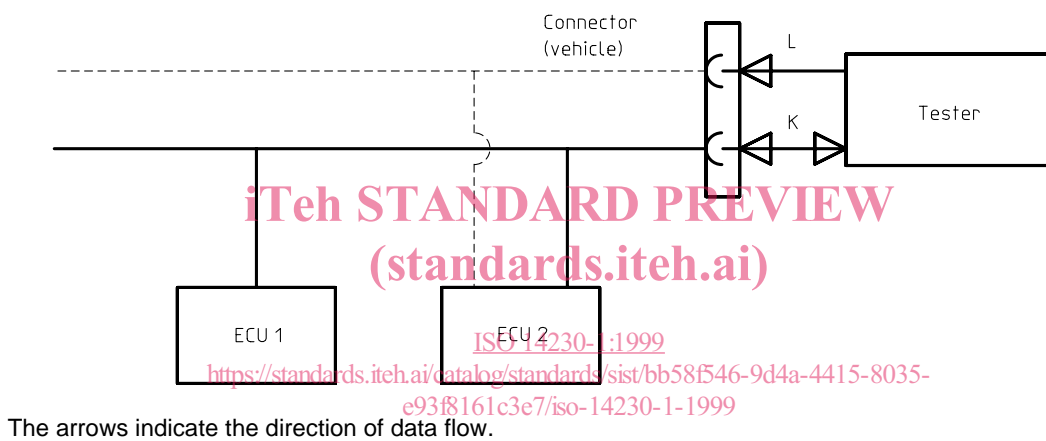 Connector
(vehicle)
L
K
Tester
iTeh STANDARD PREVIEW
(standards.iteh.ai)
ECU 1
ECU 2
ISO 14230-1:1999
https://standards.iteh.ai/catalog/standards/sist/bb58f546-9d4a-4415-8035-
e93f8161c3e7/iso-14230-1-1999
The arrows indicate the direction of data flow.